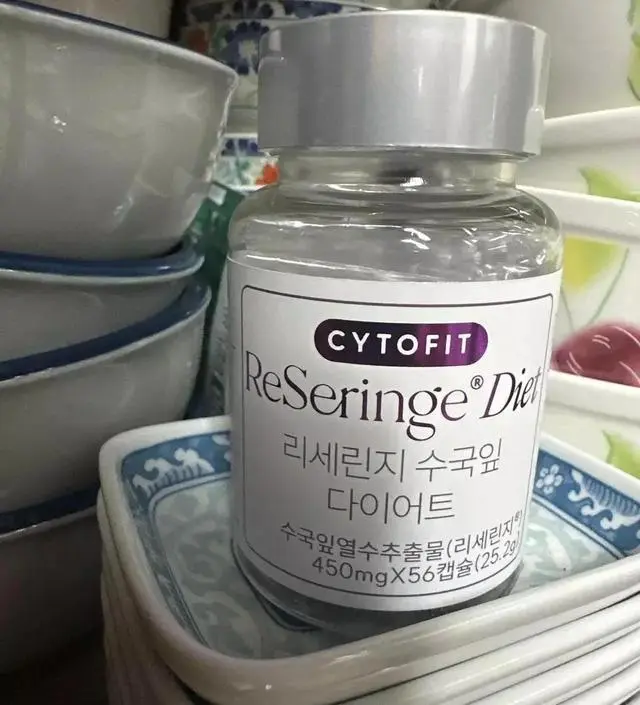 CYTOFIT
ReSeringe® Diet
리세린지 수국잎
다이어트
수국잎열수추출물(리세린지®)
450mgX56캡슐(25.2g)